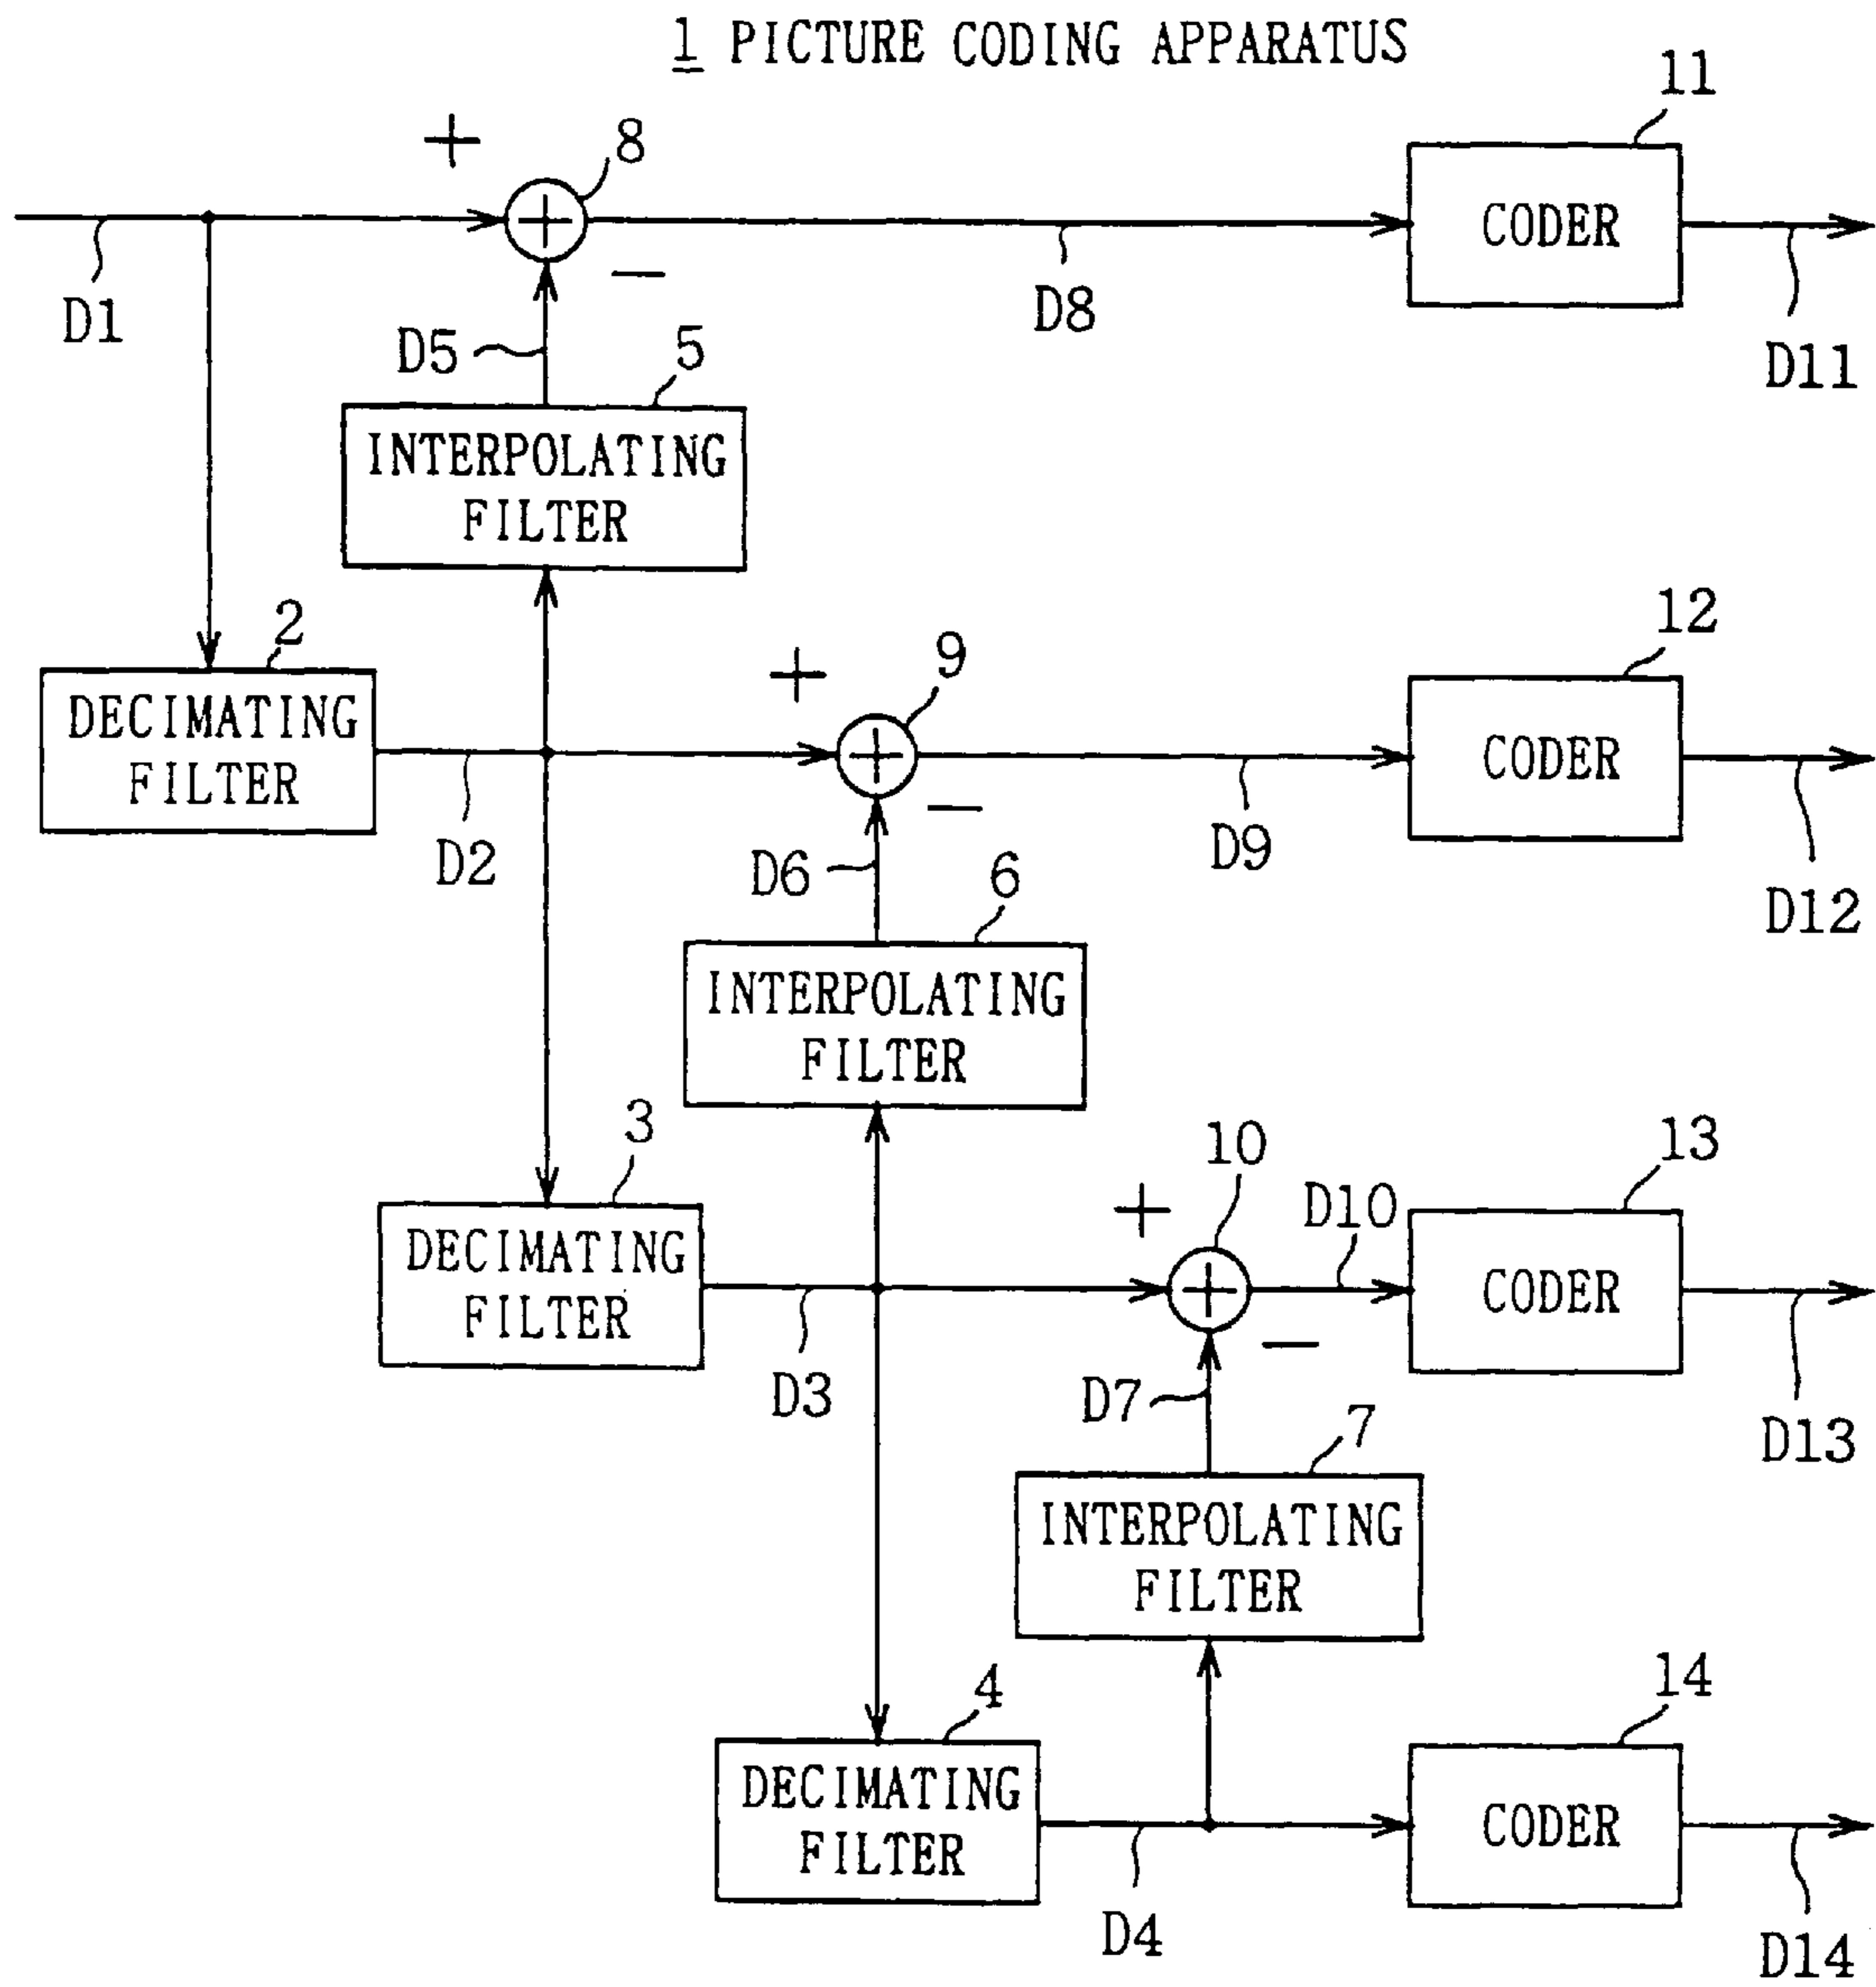 1 PICTURE CODING APPARATUS
11
+
8
CODER
D1
D8
−
D11
D5
5
INTERPOLATING
FILTER
2
12
+
9
DECIMATING
FILTER
CODER
D2
−
D9
D12
D6
6
INTERPOLATING
FILTER
3
10
13
+
D10
DECIMATING
FILTER
CODER
D3
−
D13
D7
7
INTERPOLATING
FILTER
4
14
DECIMATING
FILTER
CODER
D4
D14